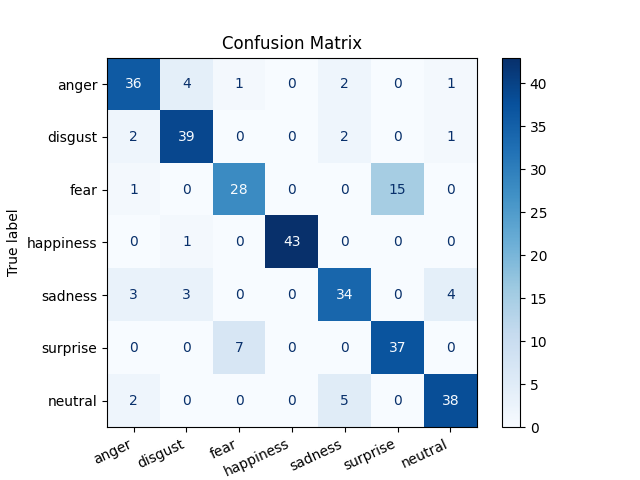 Confusion Matrix
True label
anger 36 4 1 0 2 0 1
disgust 2 39 0 0 2 0 1
fear 1 0 28 0 0 15 0
happiness 0 1 0 43 0 0 0
sadness 3 3 0 0 34 0 4
surprise 0 0 7 0 0 37 0
neutral 2 0 0 0 5 0 38
anger disgust fear happiness sadness surprise neutral
40
35
30
25
20
15
10
5
0